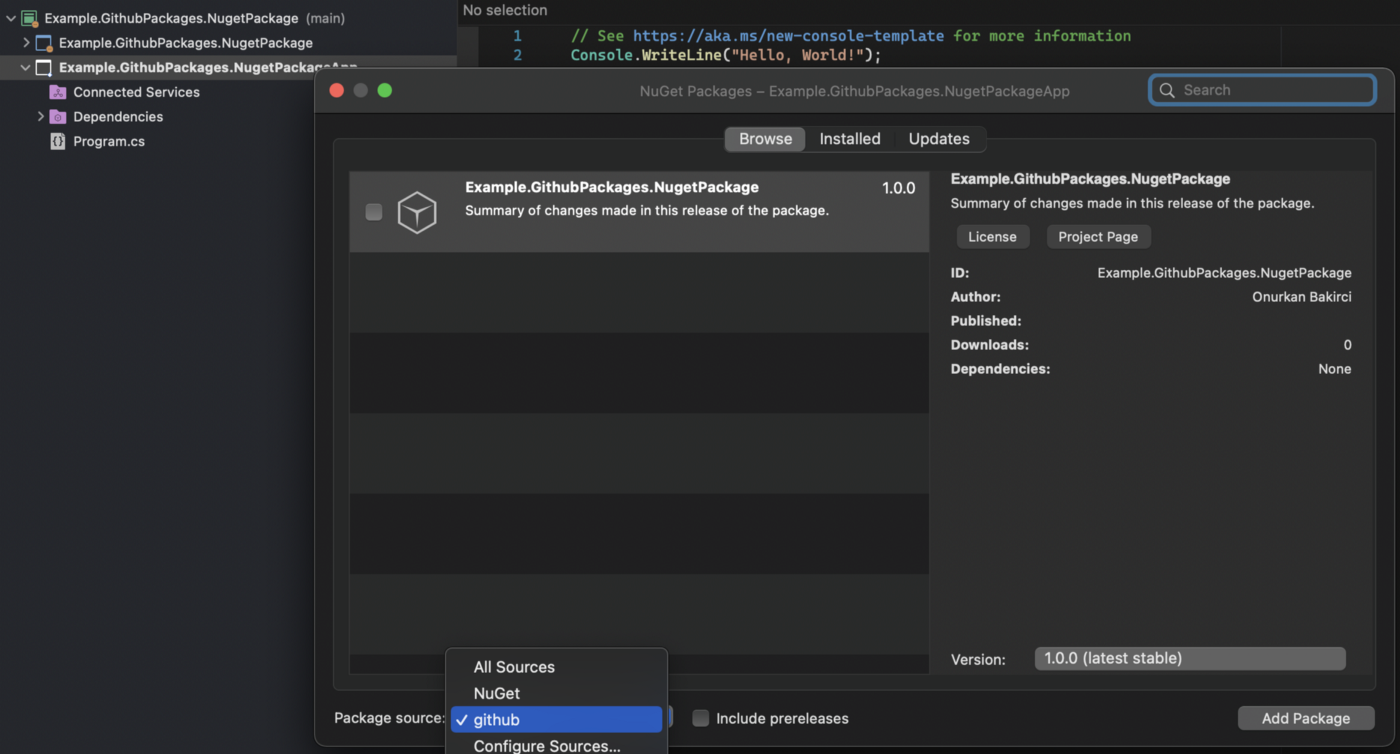 Example.GithubPackages.NugetPackage (main)
Example.GithubPackages.NugetPackage
Example.GithubPackages.NugetPackageApp
Connected Services
Dependencies
Program.cs
No selection
1 // See https://aka.ms/new-console-template for more information
2 Console.WriteLine("Hello, World!");
NuGet Packages – Example.GithubPackages.NugetPackageApp
Search
Browse Installed Updates
Example.GithubPackages.NugetPackage 1.0.0
Summary of changes made in this release of the package.
Example.GithubPackages.NugetPackage
Summary of changes made in this release of the package.
License Project Page
ID: Example.GithubPackages.NugetPackage
Author: Onurkan Bakirci
Published:
Downloads: 0
Dependencies: None
Version: 1.0.0 (latest stable)
All Sources
NuGet
Package source: ✓ github
Configure Sources...
Include prereleases
Add Package